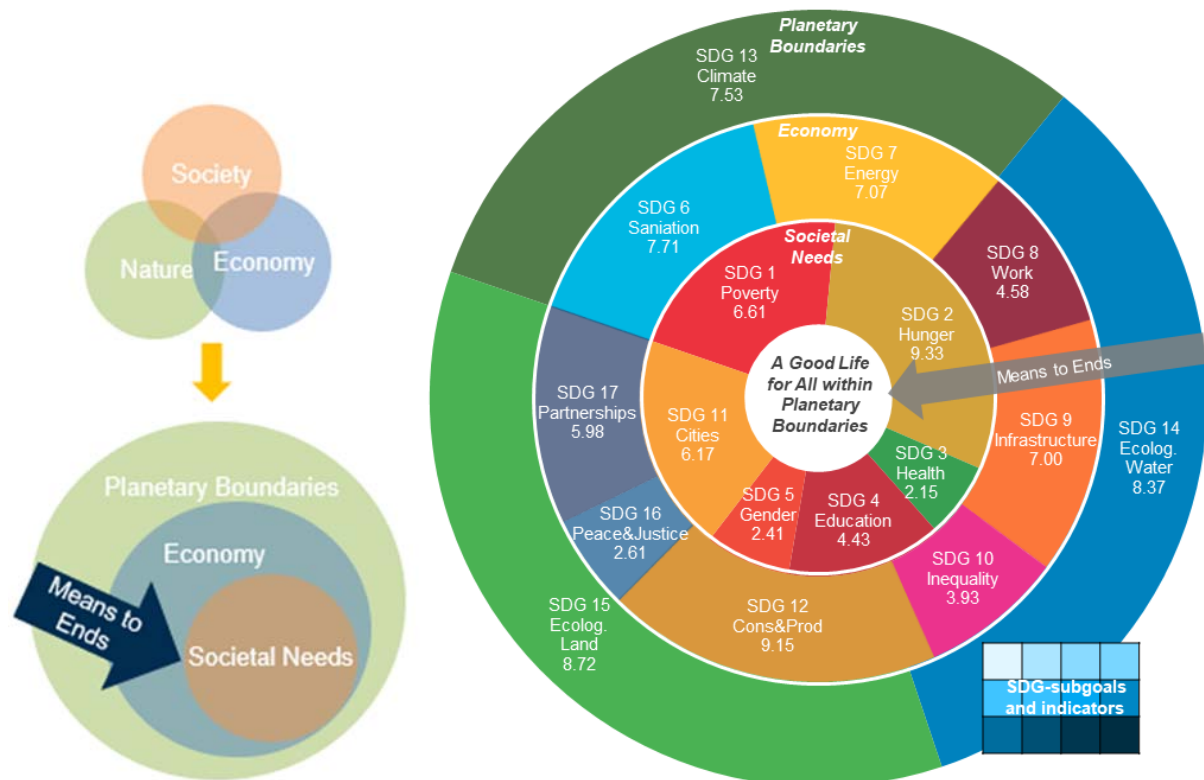 Society
Nature
Economy
Planetary Boundaries
Economy
Means to
Ends
Societal Needs
Planetary
Boundaries
SDG 13
Climate
7.53
Economy
SDG 7
Energy
7.07
SDG 6
Saniation
7.71
Societal
Needs
SDG 8
Work
4.58
SDG 1
Poverty
6.61
SDG 2
Hunger
9.33
A Good Life
for All within
Planetary
Boundaries
Means to Ends
SDG 17
Partnerships
5.98
SDG 11
Cities
6.17
SDG 9
Infrastructure
7.00
SDG 14
Ecolog.
Water
8.37
SDG 3
Health
2.15
SDG 5
Gender
2.41
SDG 4
Education
4.43
SDG 16
Peace&Justice
2.61
SDG 10
Inequality
3.93
SDG 15
Ecolog.
Land
8.72
SDG 12
Cons&Prod
9.15
SDG-subgoals
and indicators